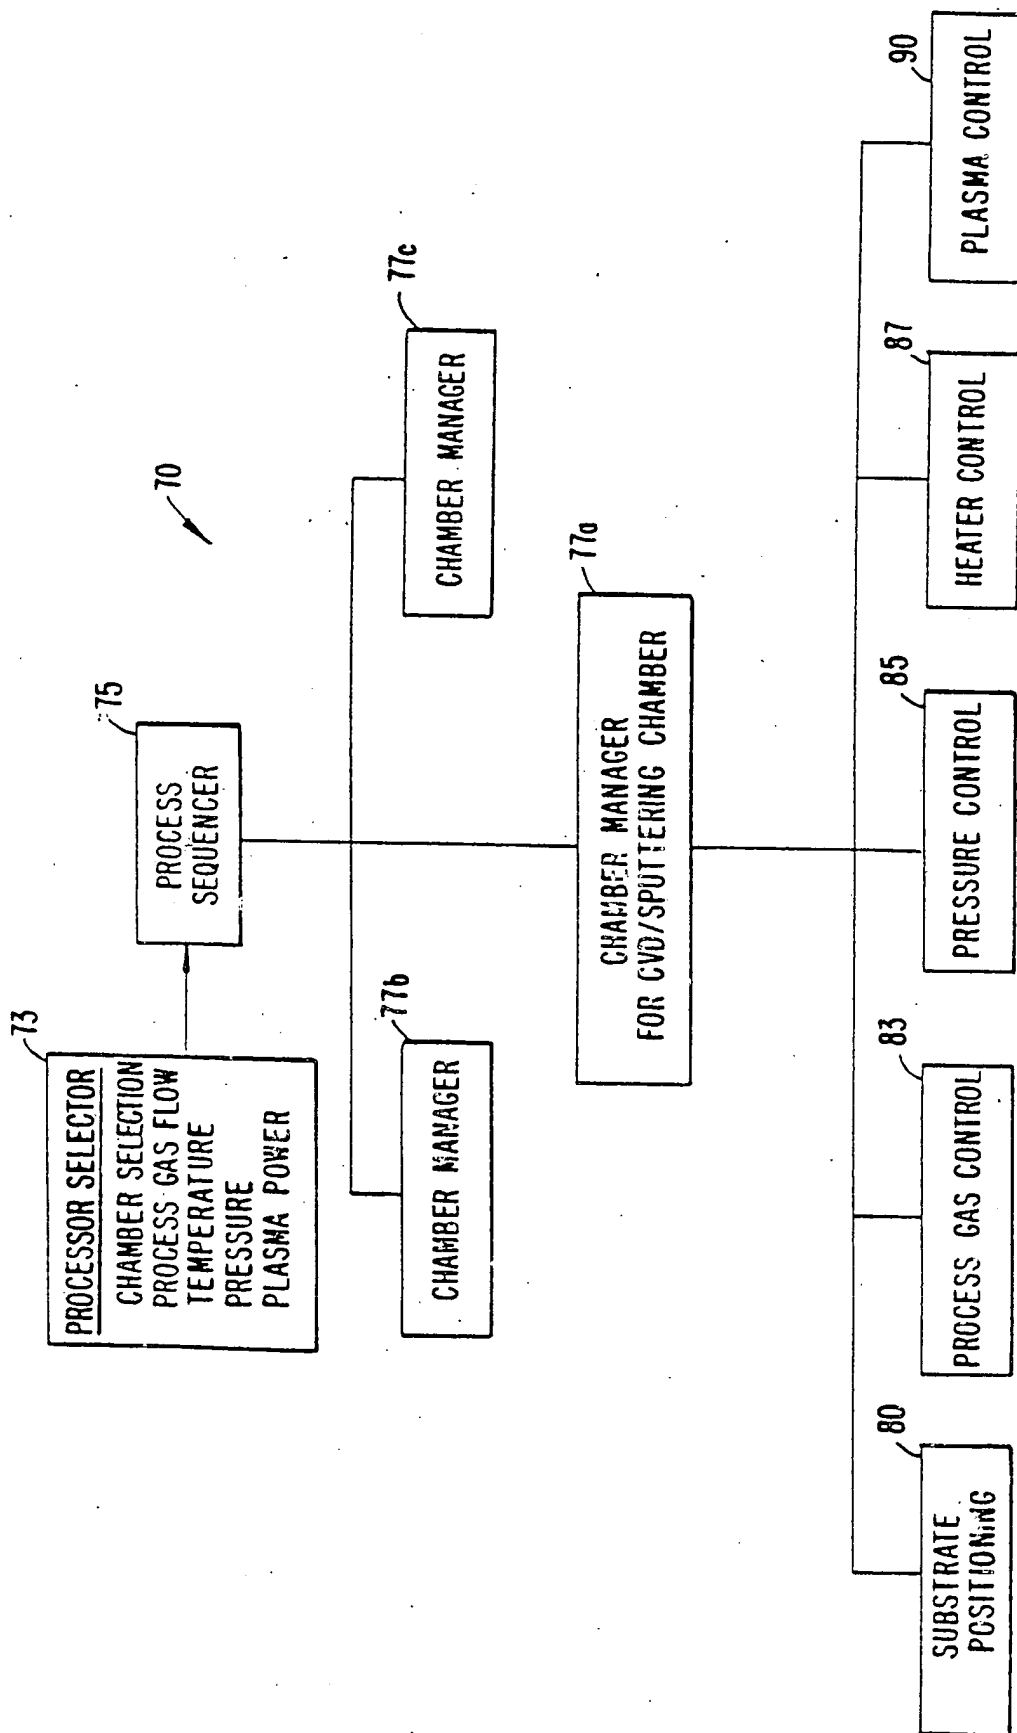 70
73
PROCESSOR SELECTOR
CHAMBER SELECTION
PROCESS GAS FLOW
TEMPERATURE
PRESSURE
PLASMA POWER
75
PROCESS
SEQUENCER
77b
CHAMBER MANAGER
77c
CHAMBER MANAGER
77a
CHAMBER MANAGER
FOR CVD/SPUTTERING CHAMBER
80
SUBSTRATE
POSITIONING
83
PROCESS GAS CONTROL
85
PRESSURE CONTROL
87
HEATER CONTROL
90
PLASMA CONTROL